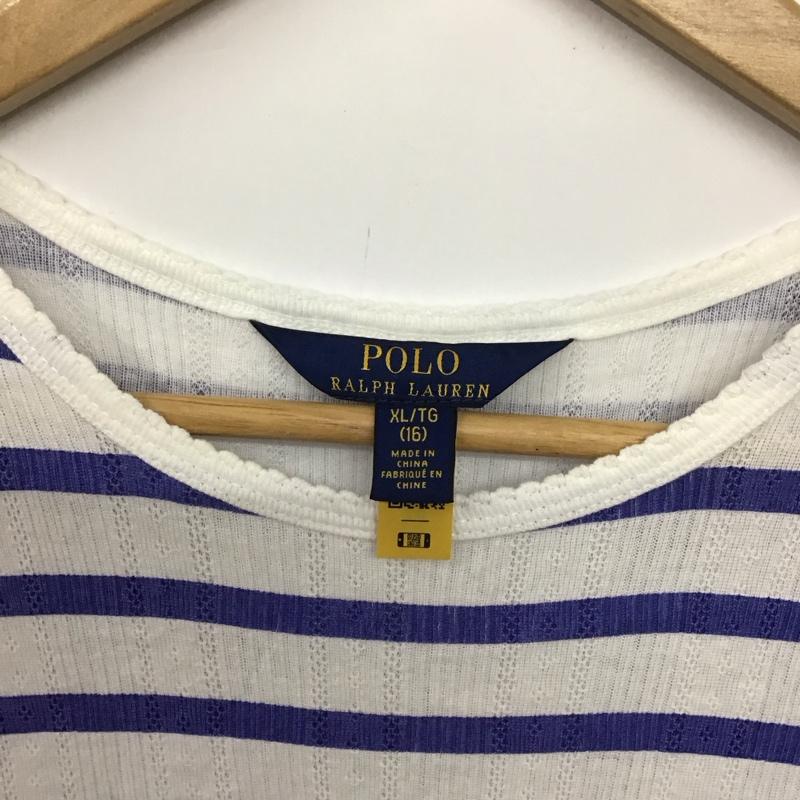 POLO
RALPH LAUREN
XL/TG
(16)
MADE IN
CHINA
FABRIQUÉ EN
CHINE